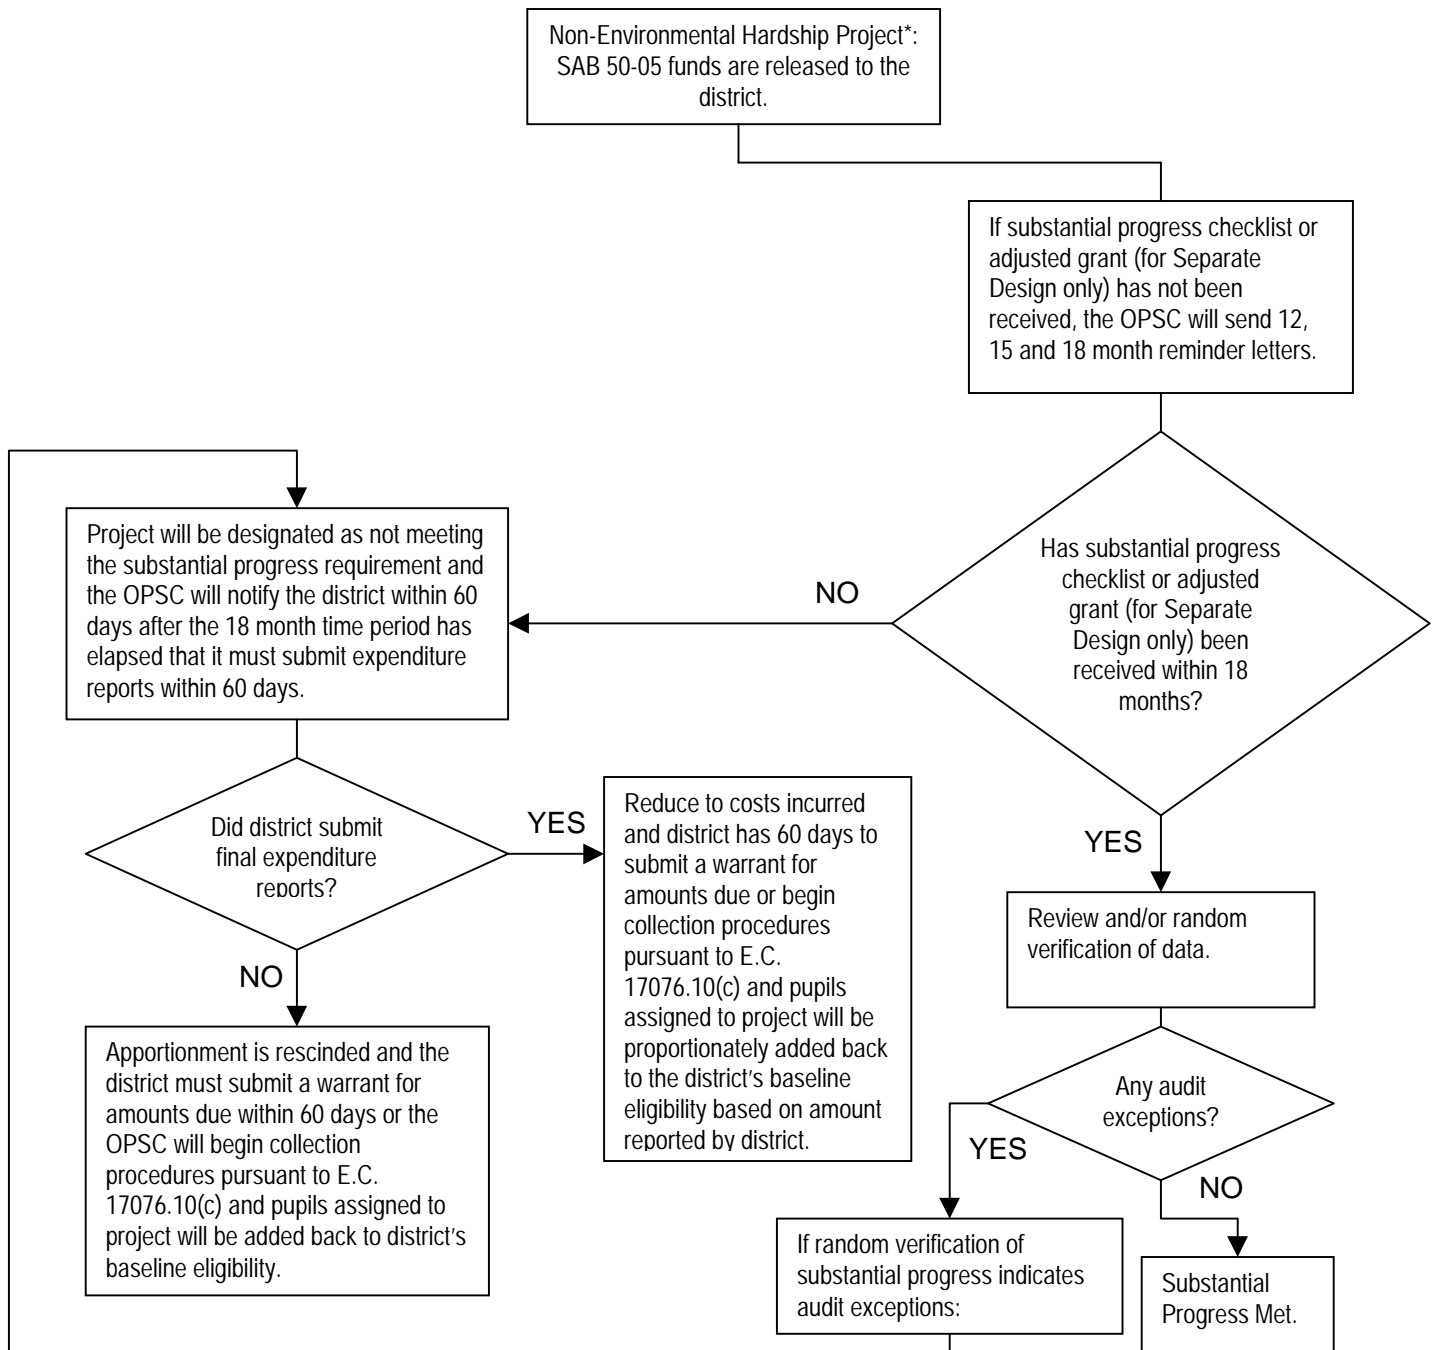 Non-Environmental Hardship Project*:
SAB 50-05 funds are released to the
district.
If substantial progress checklist or
adjusted grant (for Separate
Design only) has not been
received, the OPSC will send 12,
15 and 18 month reminder letters.
Has substantial progress
checklist or adjusted
grant (for Separate
Design only) been
received within 18
months?
NO
Project will be designated as not meeting
the substantial progress requirement and
the OPSC will notify the district within 60
days after the 18 month time period has
elapsed that it must submit expenditure
reports within 60 days.
Did district submit
final expenditure
reports?
YES
Reduce to costs incurred
and district has 60 days to
submit a warrant for
amounts due or begin
collection procedures
pursuant to E.C.
17076.10(c) and pupils
assigned to project will be
proportionately added back
to the district's baseline
eligibility based on amount
reported by district.
NO
Apportionment is rescinded and the
district must submit a warrant for
amounts due within 60 days or the
OPSC will begin collection
procedures pursuant to E.C.
17076.10(c) and pupils assigned to
project will be added back to district's
baseline eligibility.
YES
Review and/or random
verification of data.
Any audit
exceptions?
YES
NO
If random verification of
substantial progress indicates
audit exceptions:
Substantial
Progress Met.